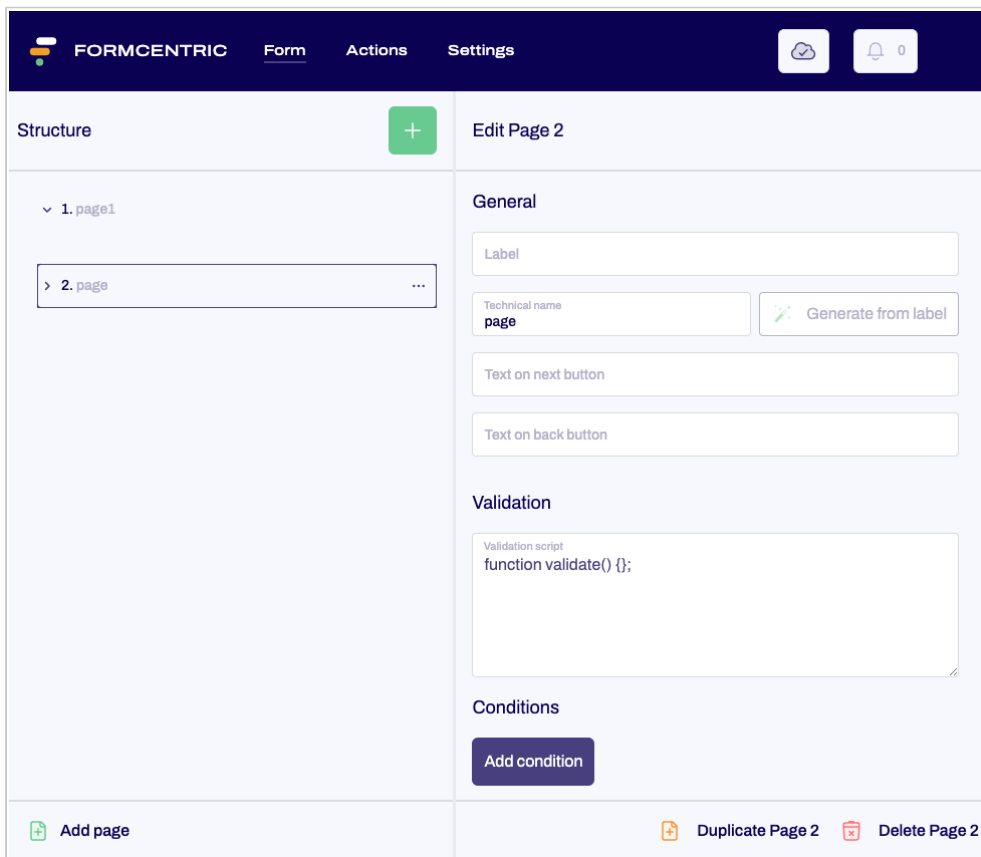 FORMCENTRIC Form Actions Settings 0
Structure
Edit Page 2
1. page1
2. page ...
General
Label
Technical name
page
Generate from label
Text on next button
Text on back button
Validation
Validation script
function validate() {};
Conditions
Add condition
Add page
Duplicate Page 2
Delete Page 2